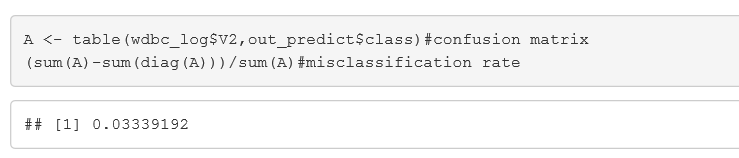 A <- table(wdbc_log$V2,out_predict$class)#confusion matrix
(sum(A)-sum(diag(A)))/sum(A)#misclassification rate
## [1] 0.03339192